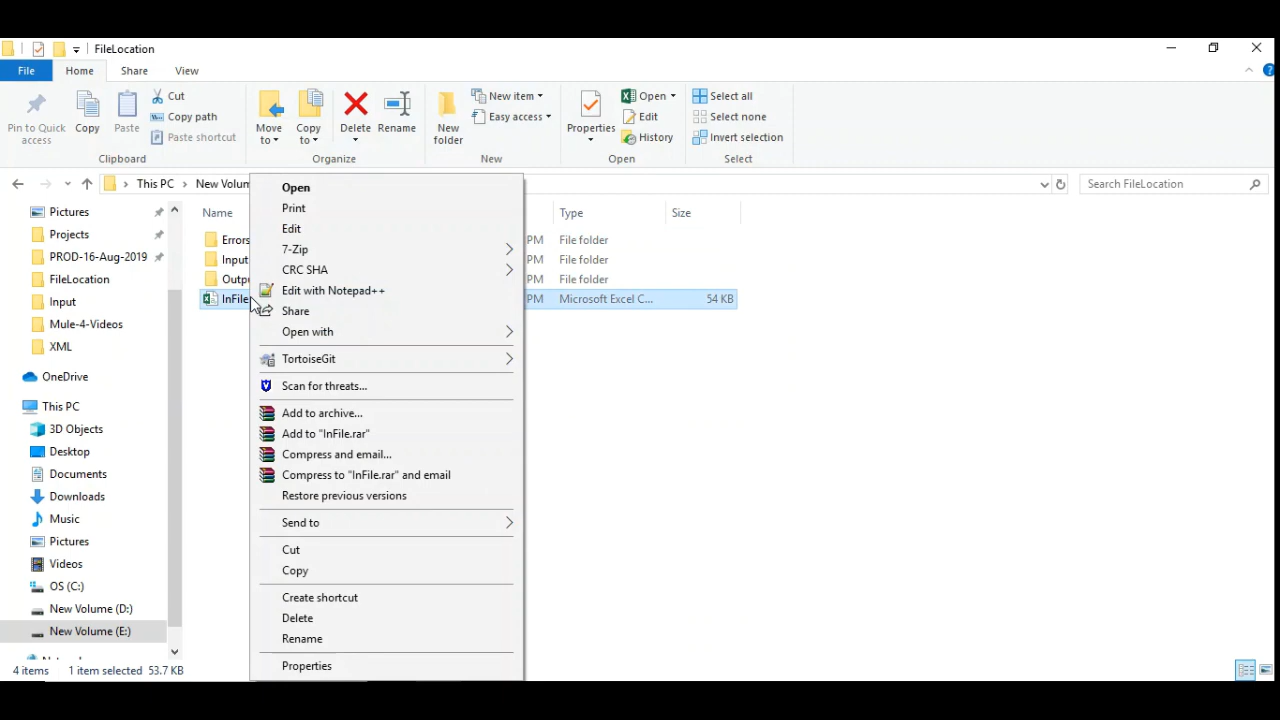 FileLocation
File Home Share View
Pin to Quick access
Copy
Paste
Cut
Copy path
Paste shortcut
Clipboard
Move to
Copy to
Delete
Rename
Organize
New folder
New item
Easy access
New
Properties
Open
Edit
History
Open
Select all
Select none
Invert selection
Select
This PC New Volum
Search FileLocation
Pictures
Projects
PROD-16-Aug-2019
FileLocation
Input
Mule-4-Videos
XML
OneDrive
This PC
3D Objects
Desktop
Documents
Downloads
Music
Pictures
Videos
OS (C:)
New Volume (D:)
New Volume (E:)
Name Type Size
Errors PM File folder
Input PM File folder
Outpu PM File folder
InFile PM Microsoft Excel C... 54 KB
Open
Print
Edit
7-Zip
CRC SHA
Edit with Notepad++
Share
Open with
TortoiseGit
Scan for threats...
Add to archive...
Add to "InFile.rar"
Compress and email...
Compress to "InFile.rar" and email
Restore previous versions
Send to
Cut
Copy
Create shortcut
Delete
Rename
Properties
4 items 1 item selected 53.7 KB